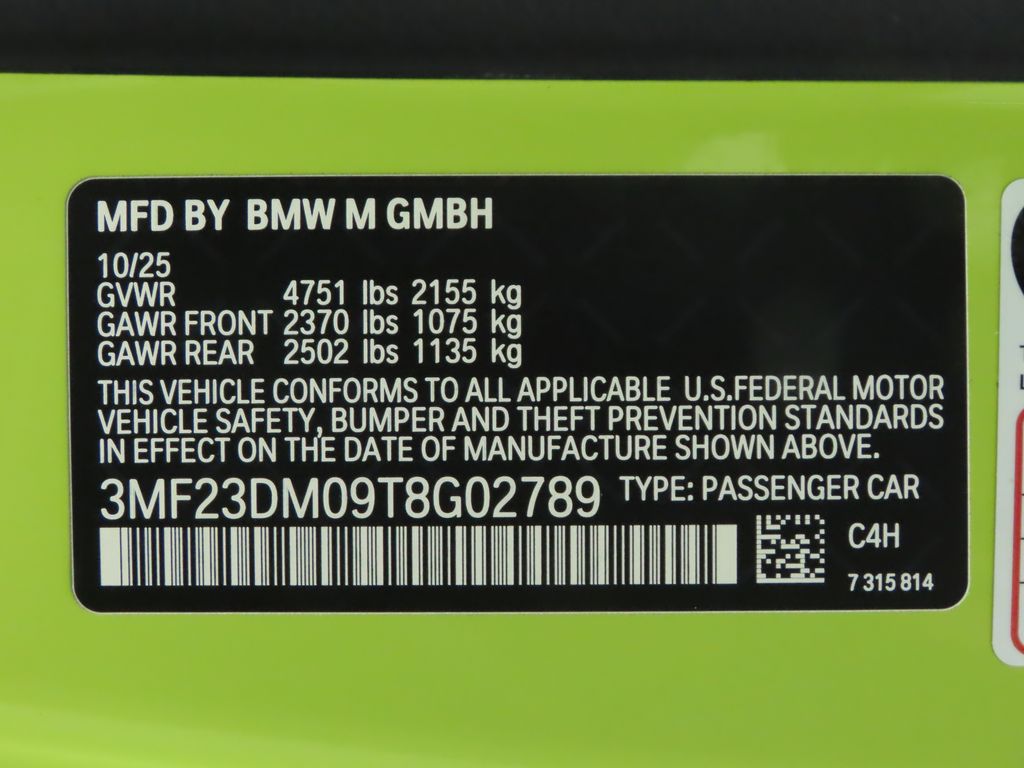 MFD BY BMW M GMBH
10/25
GVWR 4751 lbs 2155 kg
GAWR FRONT 2370 lbs 1075 kg
GAWR REAR 2502 lbs 1135 kg
THIS VEHICLE CONFORMS TO ALL APPLICABLE U.S.FEDERAL MOTOR
VEHICLE SAFETY, BUMPER AND THEFT PREVENTION STANDARDS
IN EFFECT ON THE DATE OF MANUFACTURE SHOWN ABOVE.
3MF23DM09T8G02789 TYPE: PASSENGER CAR
C4H
7 315 814